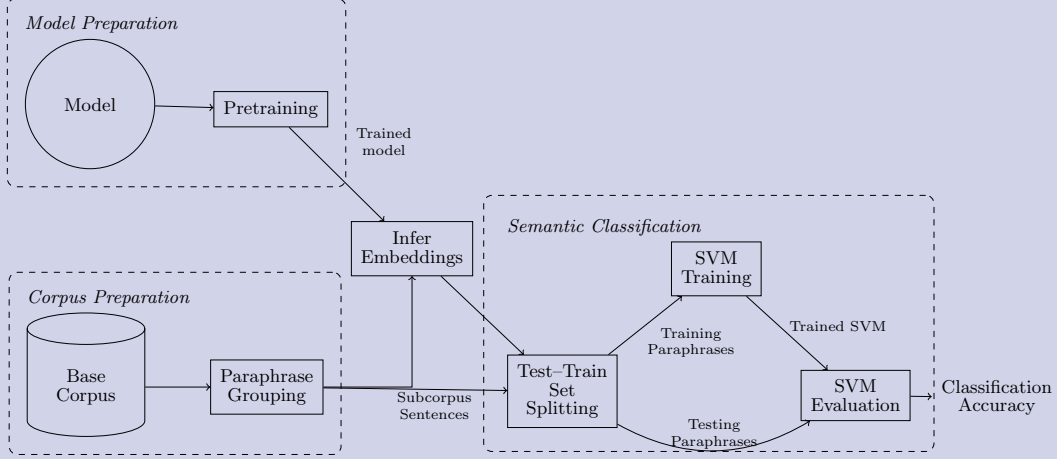 Model Preparation
Model
Pretraining
Trained
model
Infer
Embeddings
Corpus Preparation
Base
Corpus
Paraphrase
Grouping
Subcorpus
Sentences
Semantic Classification
SVM
Training
Training
Paraphrases
Trained SVM
Test–Train
Set
Splitting
Testing
Paraphrases
SVM
Evaluation
Classification
Accuracy